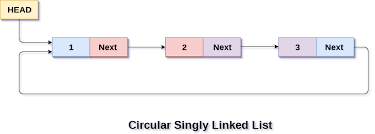 HEAD
1 Next 2 Next 3 Next
Circular Singly Linked List